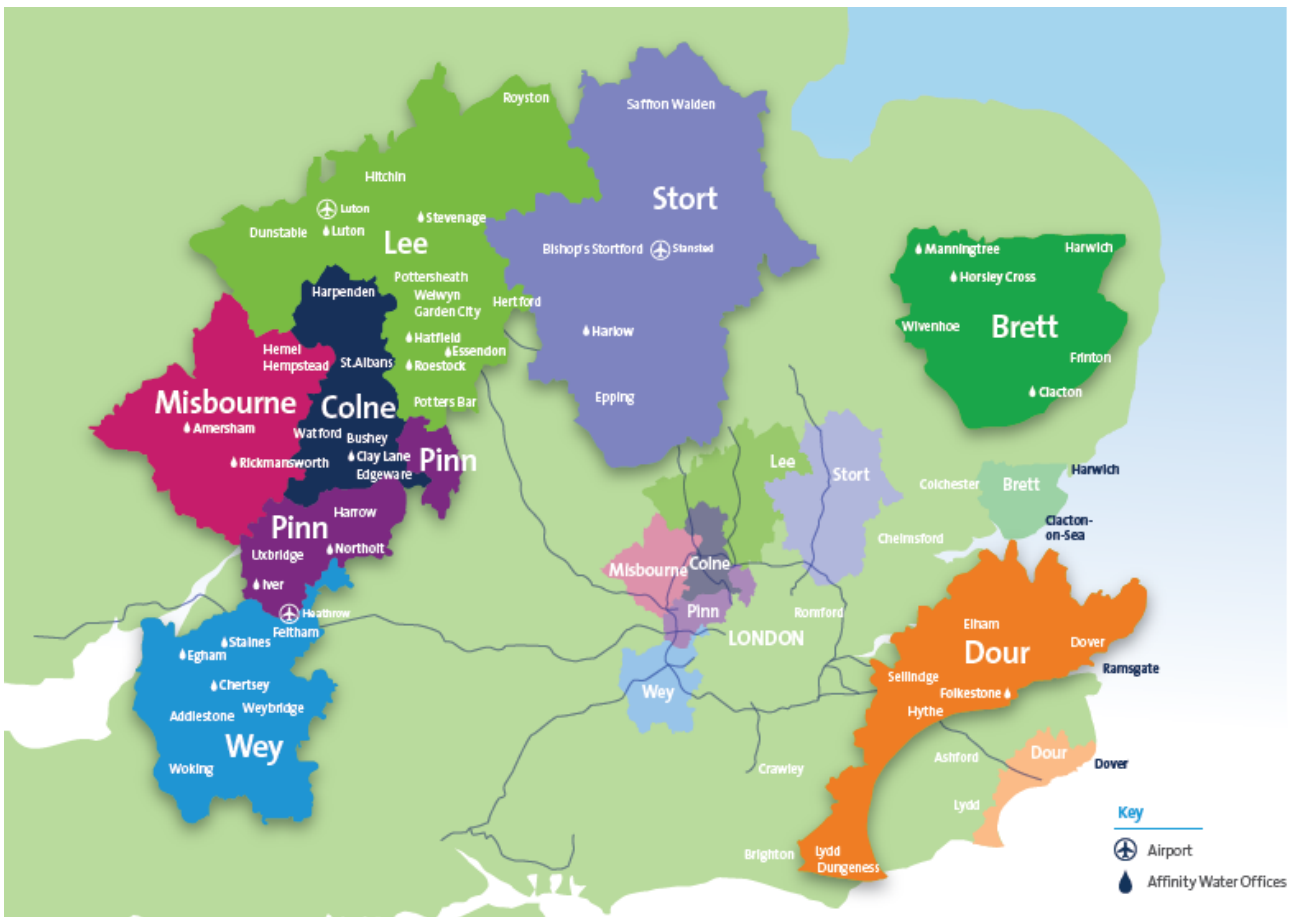 Royston
Saffron Walden
Hitchin
Luton
Stort
Stevenage
Dunstable
Luton
Lee
Bishop's Stortford
Stansted
Manningtree
Harwich
Pottersheath
Horsley Cross
Harpenden
Welwyn
Garden City
Hertford
Wivenhoe
Brett
Harlow
Hatfield
Essendon
Hemel
Hempstead
St.Albans
Roestock
Frinton
Misbourne
Colne
Potters Bar
Epping
Clacton
Amersham
Watford
Bushey
Clay Lane
Edgeware
Pinn
Rickmansworth
Lee
Stort
Colchester
Brett
Harwich
Pinn
Harrow
Clacton-
on-Sea
Uxbridge
Northolt
Chelmsford
Misbourne
Colne
Iver
Heathrow
Pinn
Romford
Elham
Feltham
Staines
LONDON
Dour
Dover
Egham
Ramsgate
Chertsey
Wey
Sellindge
Folkestone
Addlestone
Weybridge
Hythe
Wey
Woking
Crawley
Ashford
Dour
Dover
Lydd
Key
Brighton
Lydd
Dungeness
Airport
Affinity Water Offices